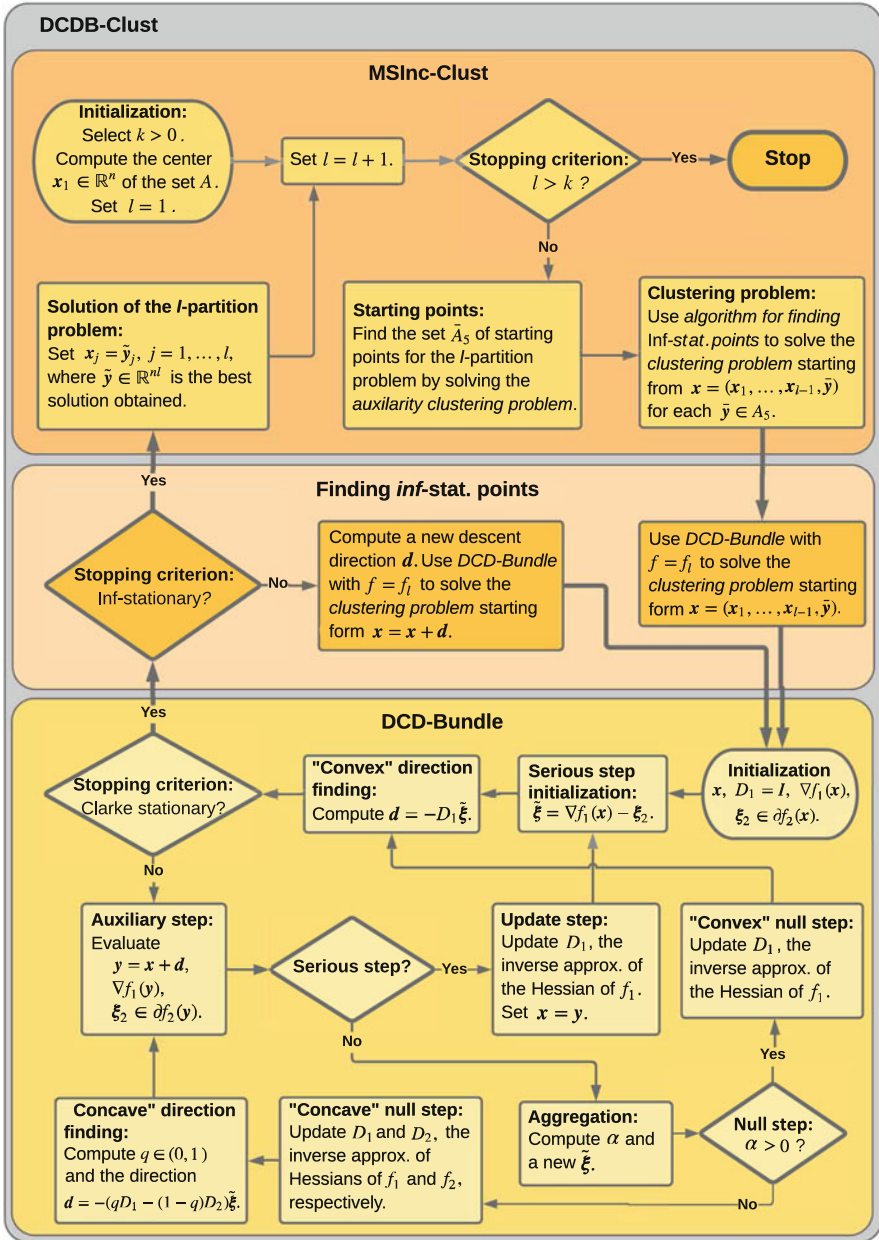 DCDB-Clust
MSInc-Clust
Initialization:
Select k > 0 .
Compute the center
x₁ ∈ ℝⁿ of the set A.
Set l = 1 .
Set l = l + 1.
Stopping criterion:
l > k ?
Yes
Stop
No
Solution of the l-partition
problem:
Set x_j = ỹ_j, j = 1, … , l,
where ỹ ∈ ℝⁿˡ is the best
solution obtained.
Starting points:
Find the set Ā₅ of starting
points for the l-partition
problem by solving the
auxilarity clustering problem.
Clustering problem:
Use algorithm for finding
Inf-stat. points to solve the
clustering problem starting
from x = (x₁, … , x_{l−1}, ȳ)
for each ȳ ∈ A₅.
Yes
Finding inf-stat. points
Stopping criterion:
Inf-stationary?
No
Compute a new descent
direction d. Use DCD-Bundle
with f = f_l to solve the
clustering problem starting
form x = x + d.
Use DCD-Bundle with
f = f_l to solve the
clustering problem starting
form x = (x₁, … , x_{l−1}, ȳ).
Yes
DCD-Bundle
Stopping criterion:
Clarke stationary?
"Convex" direction
finding:
Compute d = −D₁ξ̃.
Serious step
initialization:
ξ̃ = ∇f₁(x) − ξ₂.
Initialization
x, D₁ = I, ∇f₁(x),
ξ₂ ∈ ∂f₂(x).
No
Auxiliary step:
Evaluate
y = x + d,
∇f₁(y),
ξ₂ ∈ ∂f₂(y).
Serious step?
Yes
Update step:
Update D₁, the
inverse approx. of
the Hessian of f₁.
Set x = y.
"Convex" null step:
Update D₁, the
inverse approx. of
the Hessian of f₁.
No
Yes
Concave" direction
finding:
Compute q ∈ (0, 1)
and the direction
d = −(qD₁ − (1 − q)D₂)ξ̃.
"Concave" null step:
Update D₁ and D₂, the
inverse approx. of
Hessians of f₁ and f₂,
respectively.
Aggregation:
Compute α and
a new ξ̃.
Null step:
α > 0 ?
No